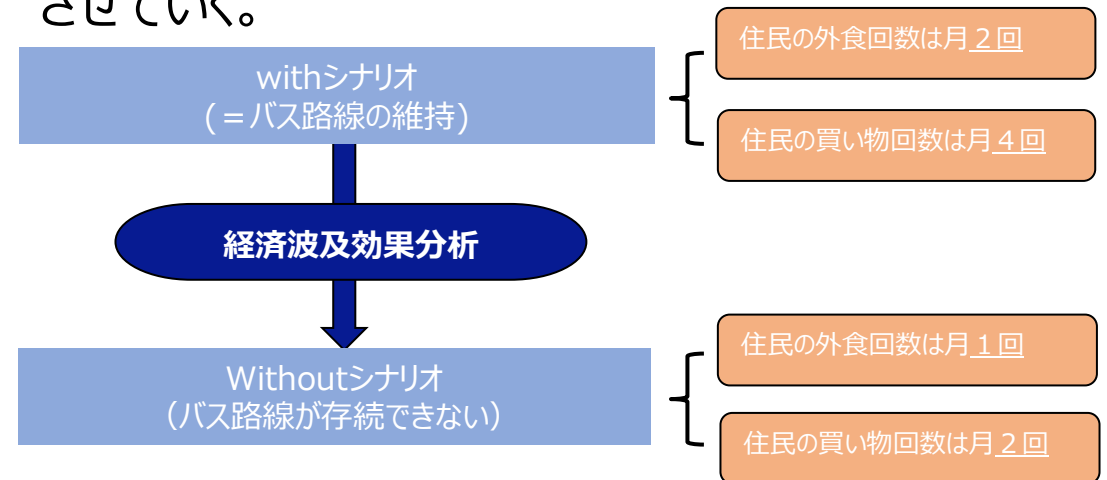 させていく。
住民の外食回数は月２回
withシナリオ
(＝バス路線の維持)
住民の買い物回数は月４回
経済波及効果分析
住民の外食回数は月１回
Withoutシナリオ
（バス路線が存続できない）
住民の買い物回数は月２回